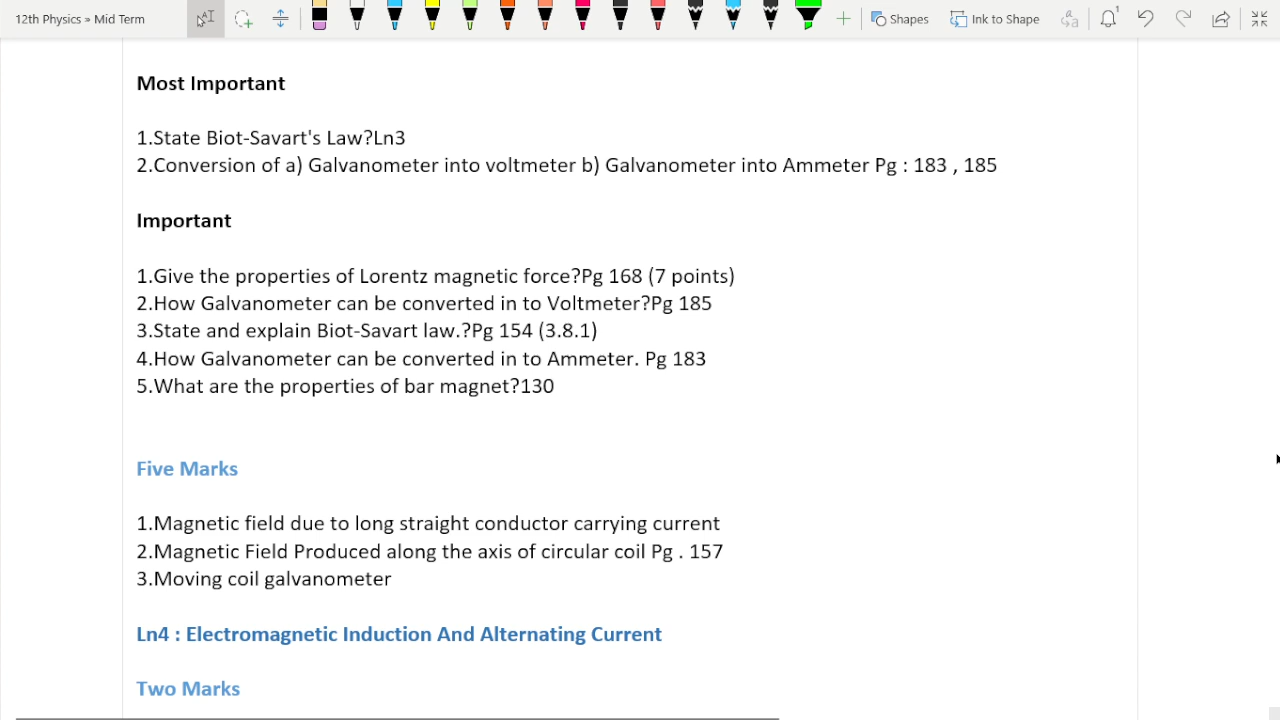 12th Physics » Mid Term
Shapes
Ink to Shape
Most Important
1.State Biot-Savart's Law?Ln3
2.Conversion of a) Galvanometer into voltmeter b) Galvanometer into Ammeter Pg : 183 , 185
Important
1.Give the properties of Lorentz magnetic force?Pg 168 (7 points)
2.How Galvanometer can be converted in to Voltmeter?Pg 185
3.State and explain Biot-Savart law.?Pg 154 (3.8.1)
4.How Galvanometer can be converted in to Ammeter. Pg 183
5.What are the properties of bar magnet?130
Five Marks
1.Magnetic field due to long straight conductor carrying current
2.Magnetic Field Produced along the axis of circular coil Pg . 157
3.Moving coil galvanometer
Ln4 : Electromagnetic Induction And Alternating Current
Two Marks